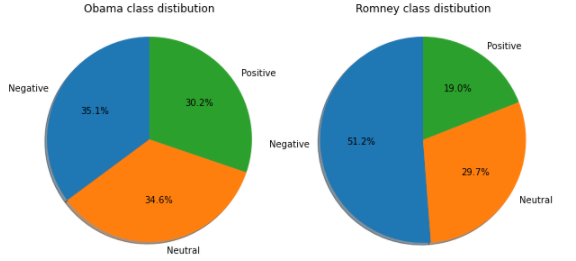 Obama class distibution
Negative
35.1%
Positive
30.2%
34.6%
Neutral
Romney class distibution
Positive
19.0%
Negative
51.2%
29.7%
Neutral